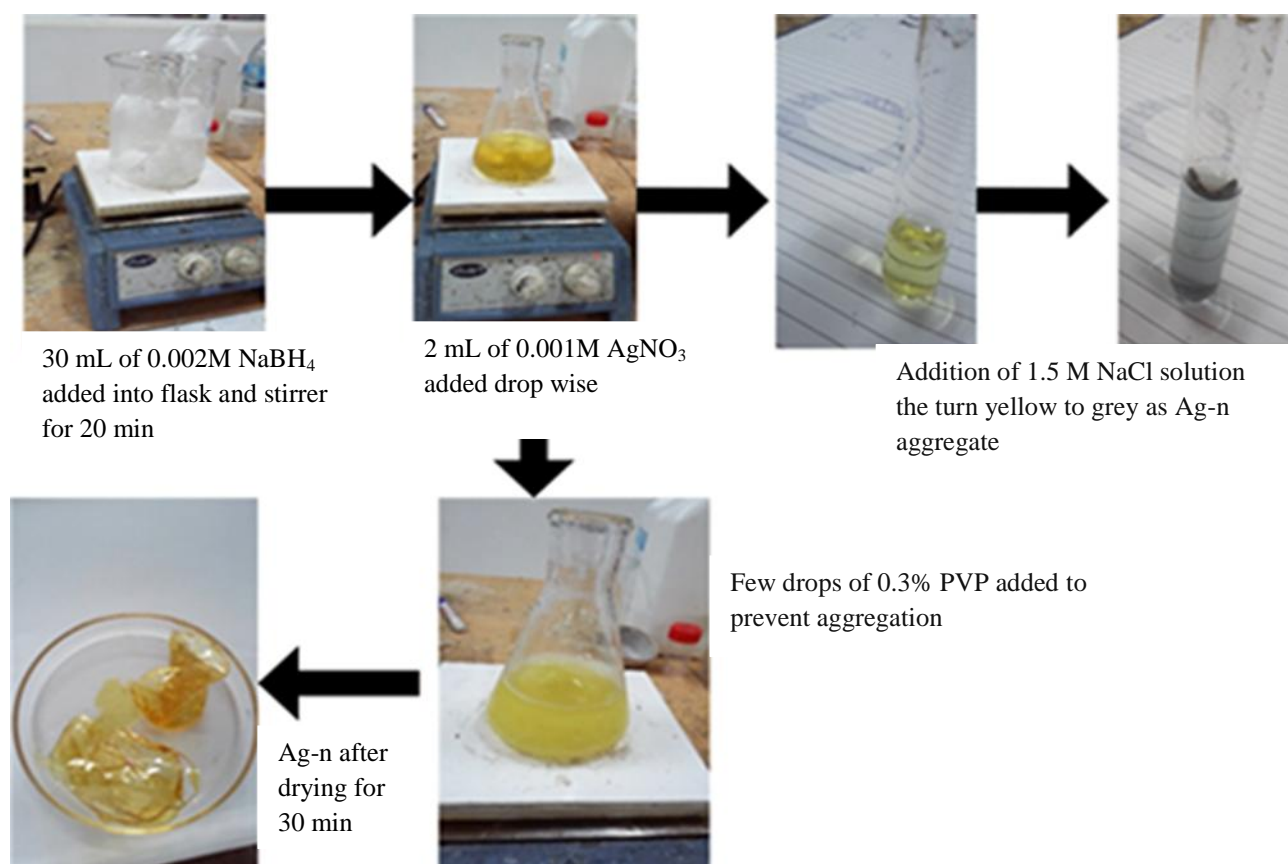 30 mL of 0.002M NaBH₄
added into flask and stirrer
for 20 min
2 mL of 0.001M AgNO₃
added drop wise
Addition of 1.5 M NaCl solution
the turn yellow to grey as Ag-n
aggregate
Few drops of 0.3% PVP added to
prevent aggregation
Ag-n after
drying for
30 min